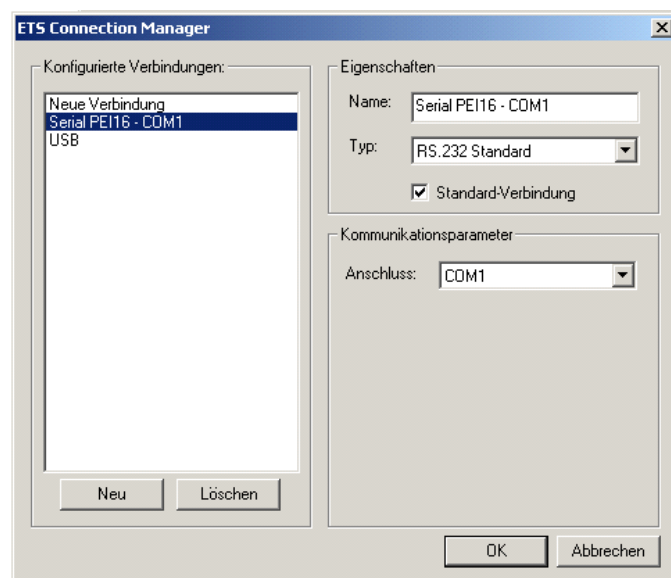 ETS Connection Manager
Konfigurierte Verbindungen:
Neue Verbindung
Serial PEI16 - COM1
USB
Neu
Löschen
Eigenschaften
Name: Serial PEI16 - COM1
Typ: RS.232 Standard
Standard-Verbindung
Kommunikationsparameter
Anschluss: COM1
OK
Abbrechen